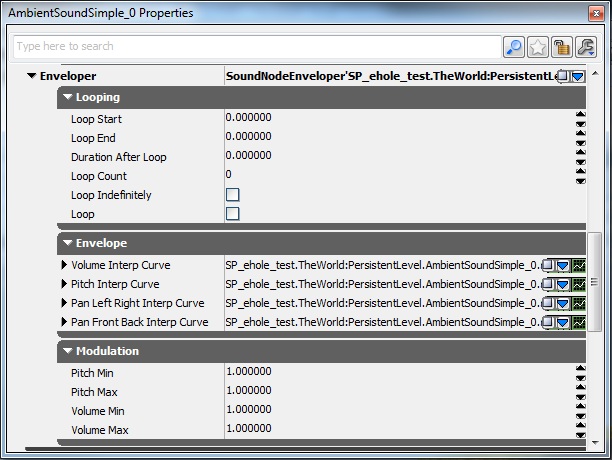 AmbientSoundSimple_0 Properties
Type here to search
Enveloper SoundNodeEnveloper'SP_ehole_test.TheWorld:PersistentLe
Looping
Loop Start 0.000000
Loop End 0.000000
Duration After Loop 0.000000
Loop Count 0
Loop Indefinitely
Loop
Envelope
Volume Interp Curve SP_ehole_test.TheWorld:PersistentLevel.AmbientSoundSimple_0.
Pitch Interp Curve SP_ehole_test.TheWorld:PersistentLevel.AmbientSoundSimple_0.
Pan Left Right Interp Curve SP_ehole_test.TheWorld:PersistentLevel.AmbientSoundSimple_0.
Pan Front Back Interp Curve SP_ehole_test.TheWorld:PersistentLevel.AmbientSoundSimple_0.
Modulation
Pitch Min 1.000000
Pitch Max 1.000000
Volume Min 1.000000
Volume Max 1.000000